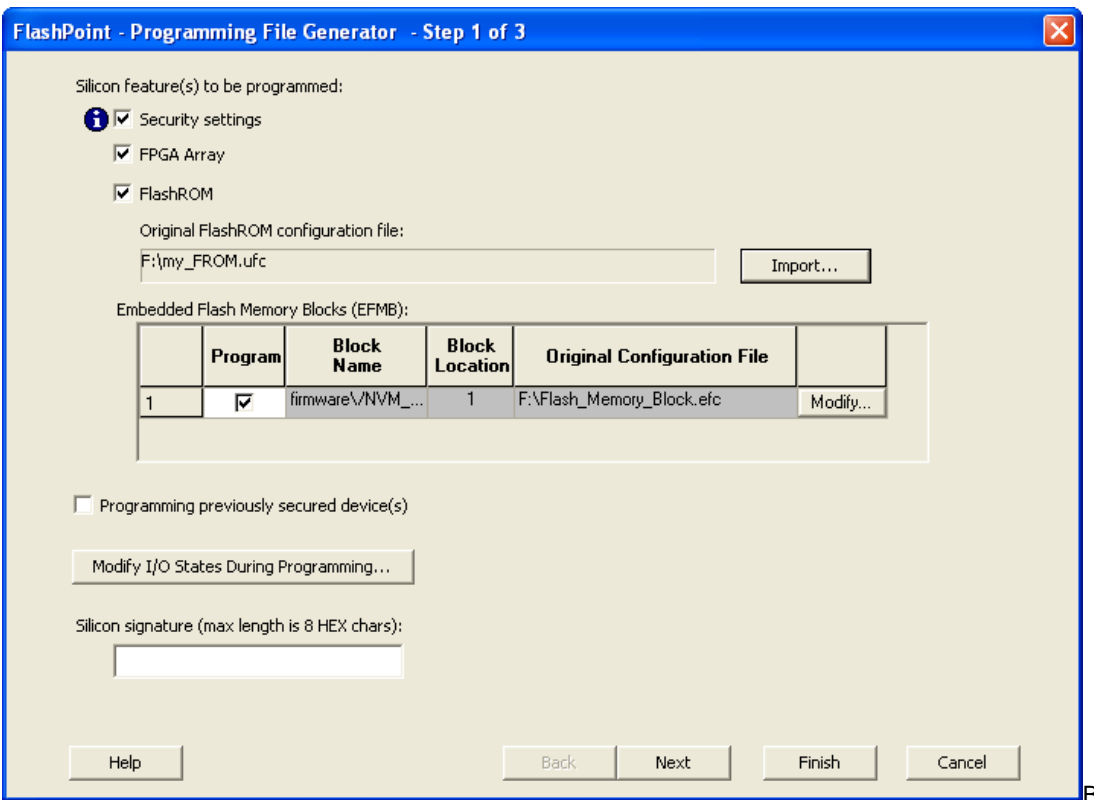 FlashPoint - Programming File Generator - Step 1 of 3
Silicon feature(s) to be programmed:
Security settings
FPGA Array
FlashROM
Original FlashROM configuration file:
F:\my_FROM.ufc
Import...
Embedded Flash Memory Blocks (EFMB):
Program Block Name Block Location Original Configuration File
1 firmware\/NVM_... 1 F:\Flash_Memory_Block.efc Modify...
Programming previously secured device(s)
Modify I/O States During Programming...
Silicon signature (max length is 8 HEX chars):
Help Back Next Finish Cancel